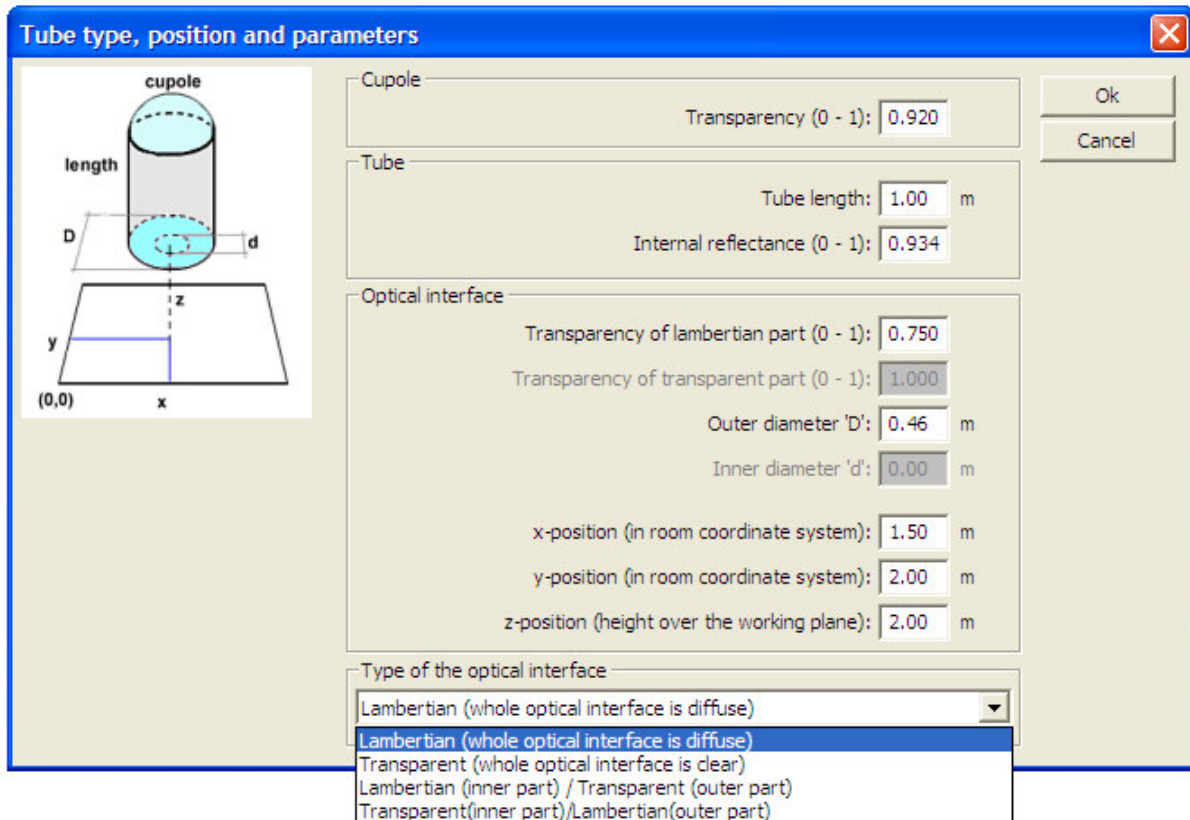 Tube type, position and parameters
cupole
length
D
d
z
y
(0,0)
x
Cupole
Transparency (0 - 1): 0.920
Tube
Tube length: 1.00 m
Internal reflectance (0 - 1): 0.934
Optical interface
Transparency of lambertian part (0 - 1): 0.750
Transparency of transparent part (0 - 1): 1.000
Outer diameter 'D': 0.46 m
Inner diameter 'd': 0.00 m
x-position (in room coordinate system): 1.50 m
y-position (in room coordinate system): 2.00 m
z-position (height over the working plane): 2.00 m
Type of the optical interface
Lambertian (whole optical interface is diffuse)
Lambertian (whole optical interface is diffuse)
Transparent (whole optical interface is clear)
Lambertian (inner part) / Transparent (outer part)
Transparent(inner part)/Lambertian(outer part)
Ok
Cancel